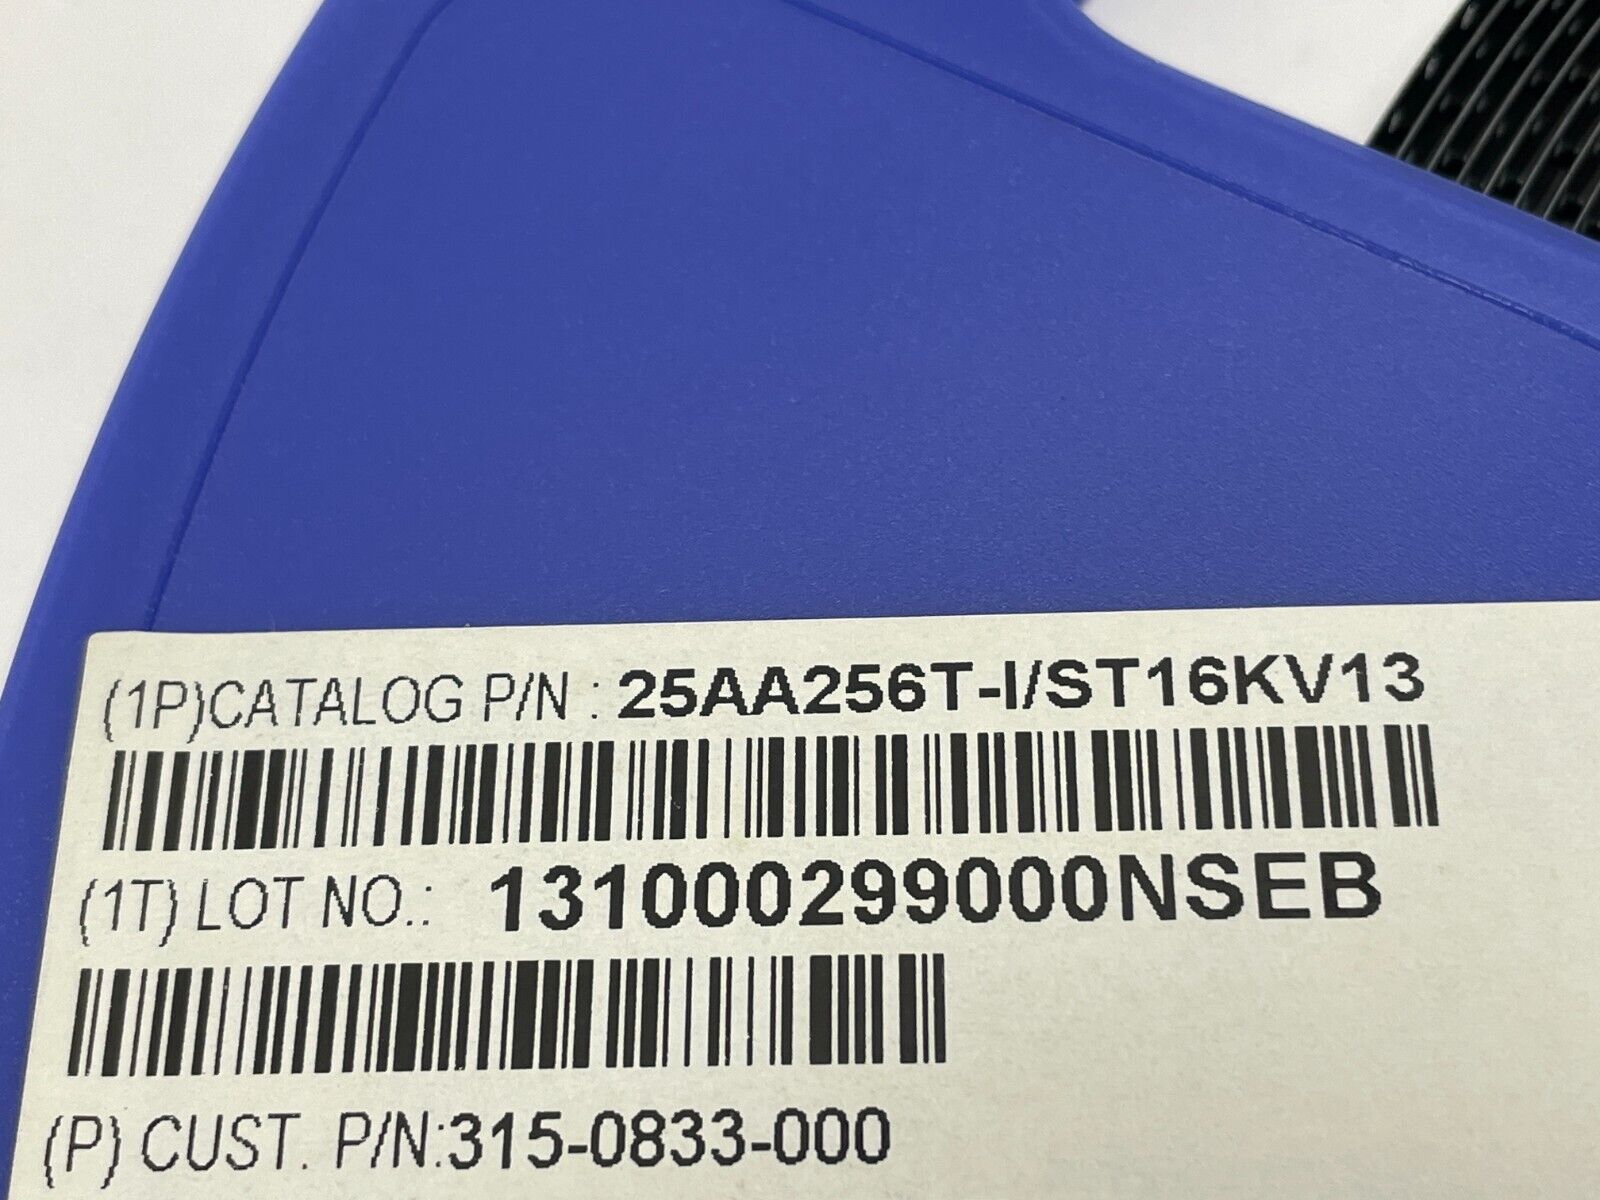 (1P)CATALOG P/N : 25AA256T-I/ST16KV13
(1T) LOT NO.: 131000299000NSEB
(P) CUST. P/N:315-0833-000